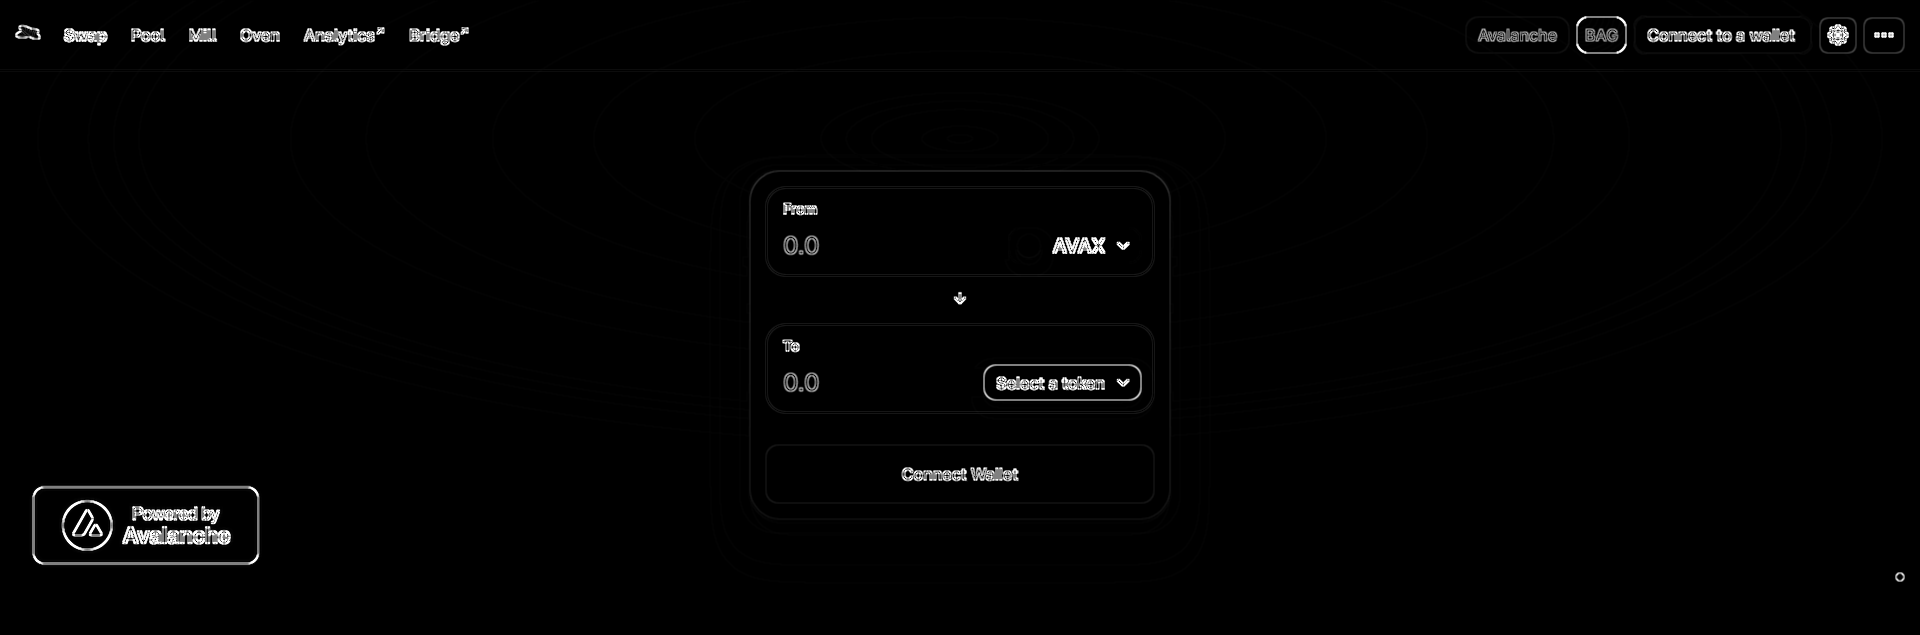 Swap Pool Mill Oven Analytics Bridge Avalanche BAG Connect to a wallet
From
0.0 AVAX
To
0.0 Select a token
Connect Wallet
Powered by
Avalanche